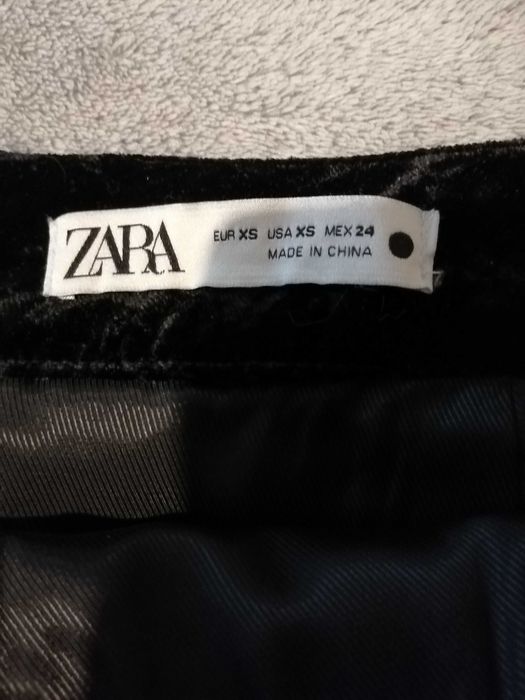 ZARA
EUR XS USA XS MEX 24
MADE IN CHINA